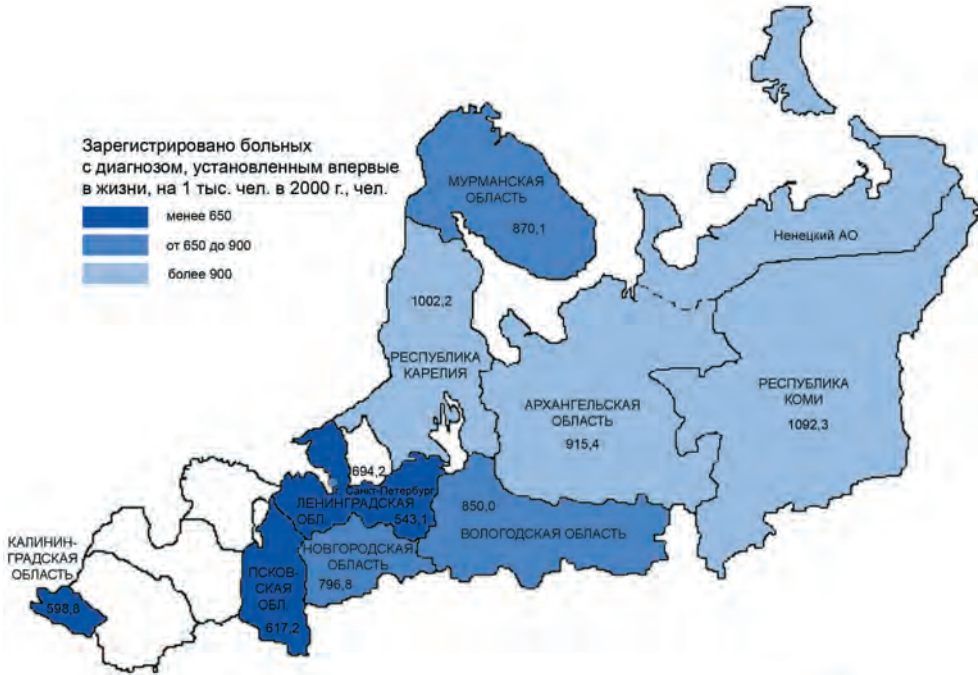 Зарегистрировано больных
с диагнозом, установленным впервые
в жизни, на 1 тыс. чел. в 2000 г., чел.
менее 650
от 650 до 900
более 900
МУРМАНСКАЯ
ОБЛАСТЬ
870,1
Ненецкий АО
1002,2
РЕСПУБЛИКА
КАРЕЛИЯ
АРХАНГЕЛЬСКАЯ
ОБЛАСТЬ
915,4
РЕСПУБЛИКА
КОМИ
1092,3
694,2
г. Санкт-Петербург
ЛЕНИНГРАДСКАЯ
ОБЛ.
543,1
850,0
ВОЛОГОДСКАЯ ОБЛАСТЬ
НОВГОРОДСКАЯ
ОБЛАСТЬ
796,8
ПСКОВ-
СКАЯ
ОБЛ.
617,2
КАЛИНИН-
ГРАДСКАЯ
ОБЛАСТЬ
598,8